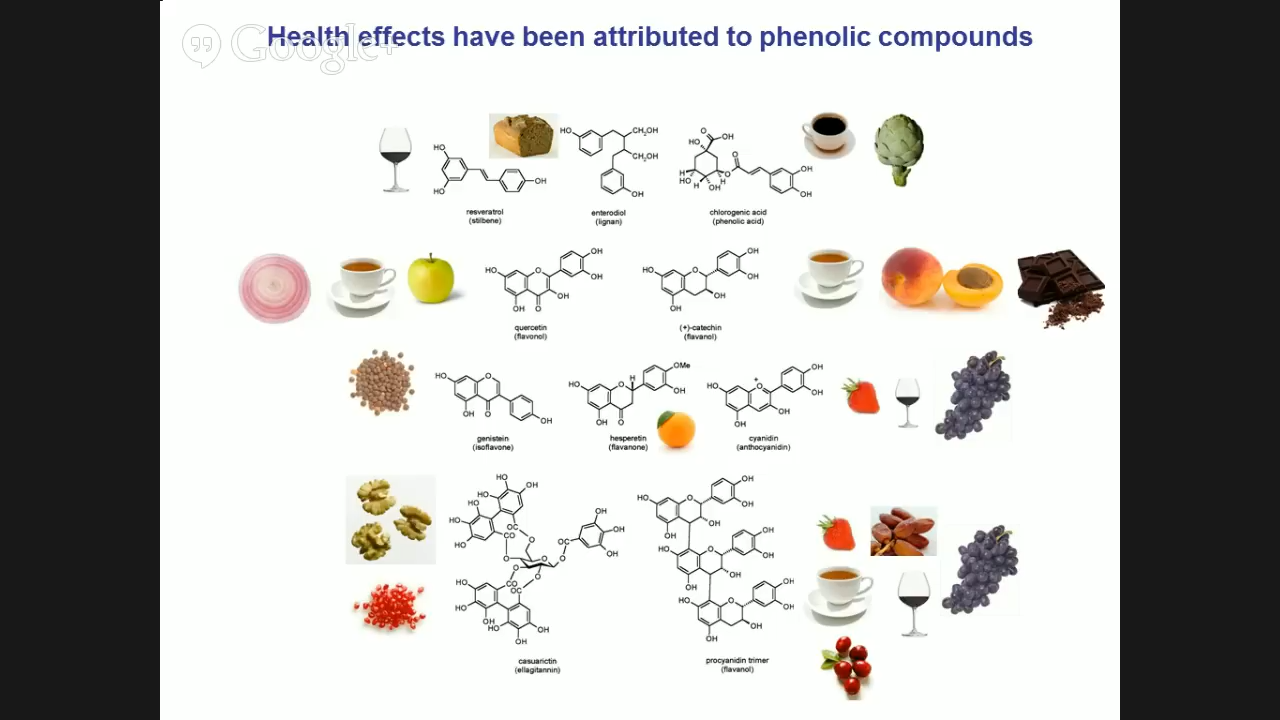 Health effects have been attributed to phenolic compounds
Google+
resveratrol
(stilbene)
enterodiol
(lignan)
chlorogenic acid
(phenolic acid)
quercetin
(flavonol)
(+)-catechin
(flavanol)
genistein
(isoflavone)
hesperetin
(flavanone)
cyanidin
(anthocyanidin)
casuarictin
(ellagitannin)
procyanidin trimer
(flavanol)